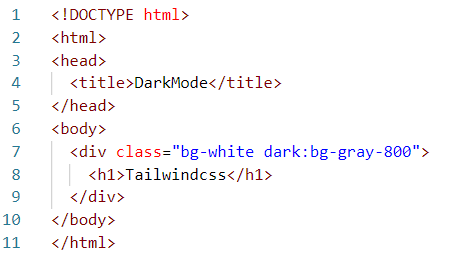 1 <!DOCTYPE html>
2 <html>
3 <head>
4   <title>DarkMode</title>
5 </head>
6 <body>
7   <div class="bg-white dark:bg-gray-800">
8     <h1>Tailwindcss</h1>
9   </div>
10 </body>
11 </html>